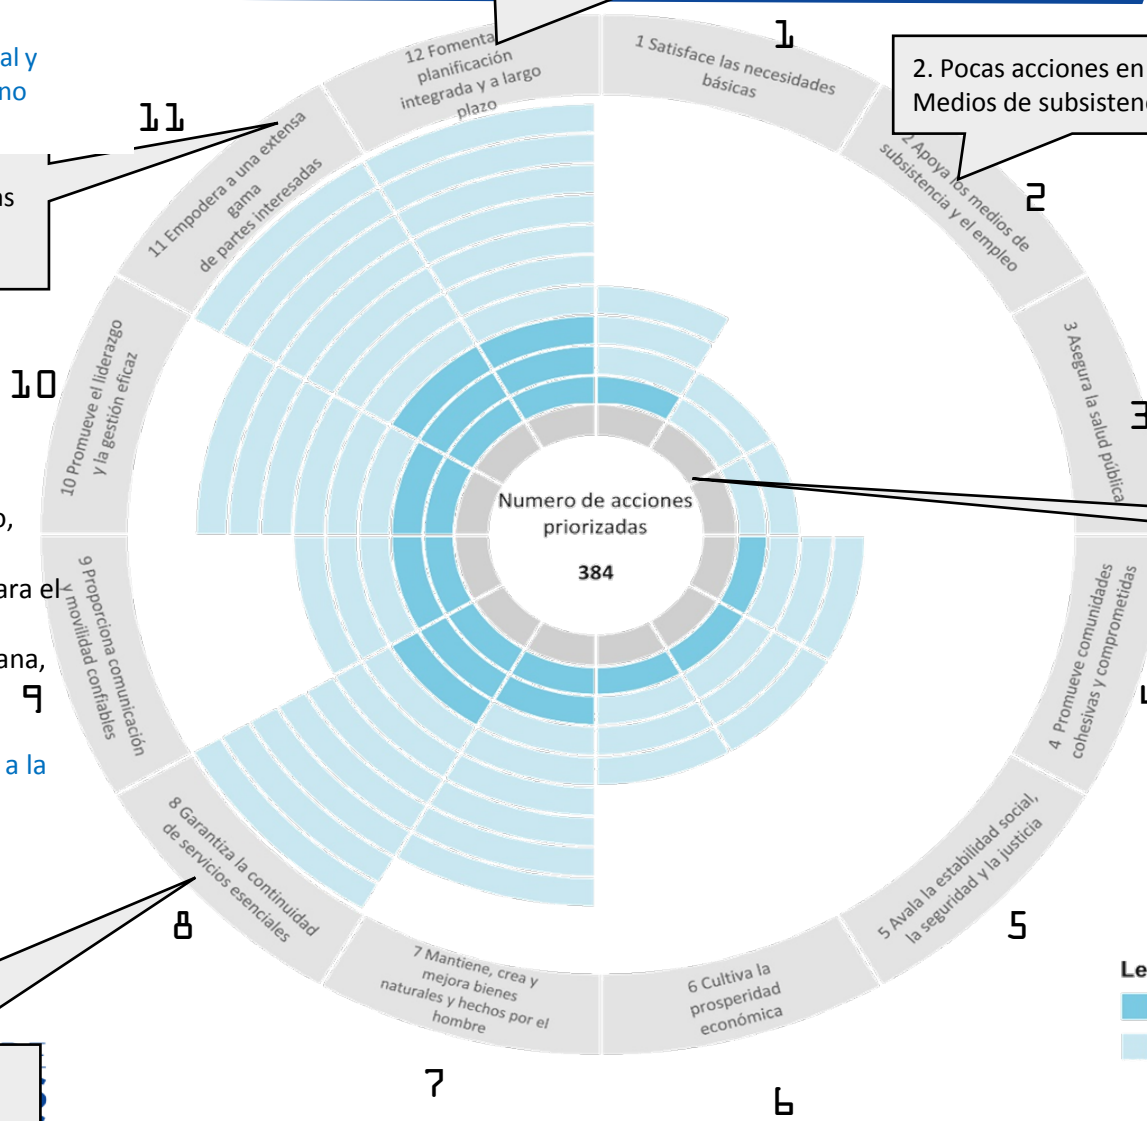 al y
no
as
12 Fomenta
planificación
integrada y a largo
plazo
1
1 Satisface las necesidades
básicas
2. Pocas acciones en
Medios de subsistenc
2 Apoya los medios de
subsistencia y el empleo
2
3 Asegura la salud pública
3
4 Promueve comunidades
cohesivas y comprometidas
5 Avala la estabilidad social,
la seguridad y la justicia
5
6 Cultiva la
prosperidad
económica
6
7 Mantiene, crea y
mejora bienes
naturales y hechos por el
hombre
7
8 Garantiza la continuidad
de servicios esenciales
8
9 Proporciona comunicación
y movilidad confiables
9
10 Promueve el liderazgo
y la gestión eficaz
10
11 Empodera a una extensa
gama
de partes interesadas
11
Numero de acciones
priorizadas
384
o,
ara el
ana,
a la
Le